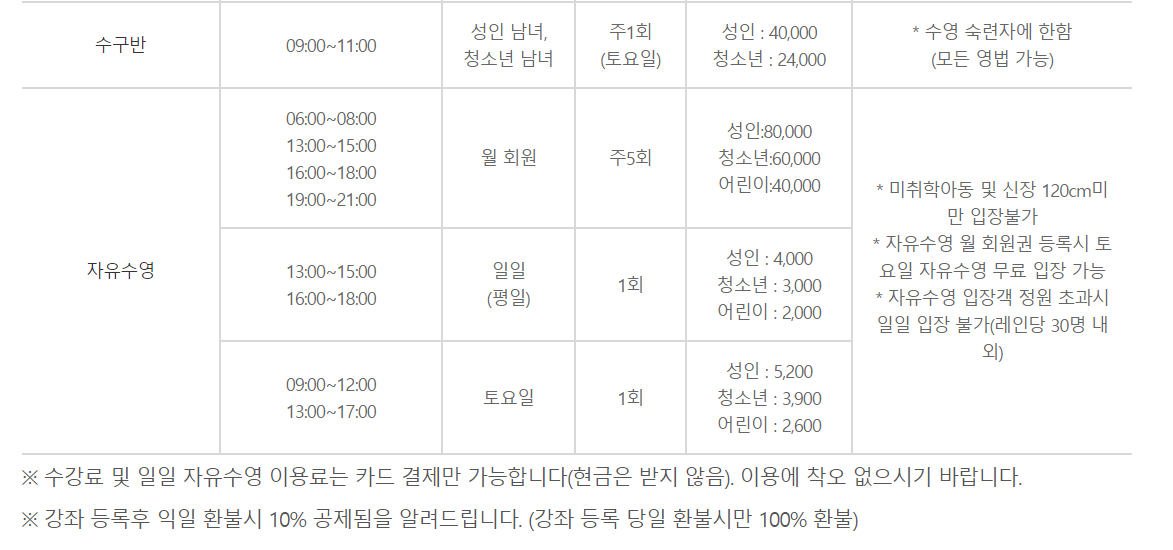 수구반
09:00~11:00
성인 남녀,
청소년 남녀
주1회
(토요일)
성인 : 40,000
청소년 : 24,000
* 수영 숙련자에 한함
(모든 영법 가능)
자유수영
06:00~08:00
13:00~15:00
16:00~18:00
19:00~21:00
월 회원
주5회
성인:80,000
청소년:60,000
어린이:40,000
* 미취학아동 및 신장 120cm미
만 입장불가
* 자유수영 월 회원권 등록시 토
요일 자유수영 무료 입장 가능
* 자유수영 입장객 정원 초과시
일일 입장 불가(레인당 30명 내
외)
13:00~15:00
16:00~18:00
일일
(평일)
1회
성인 : 4,000
청소년 : 3,000
어린이 : 2,000
09:00~12:00
13:00~17:00
토요일
1회
성인 : 5,200
청소년 : 3,900
어린이 : 2,600
※ 수강료 및 일일 자유수영 이용료는 카드 결제만 가능합니다(현금은 받지 않음). 이용에 착오 없으시기 바랍니다.
※ 강좌 등록후 익일 환불시 10% 공제됨을 알려드립니다. (강좌 등록 당일 환불시만 100% 환불)